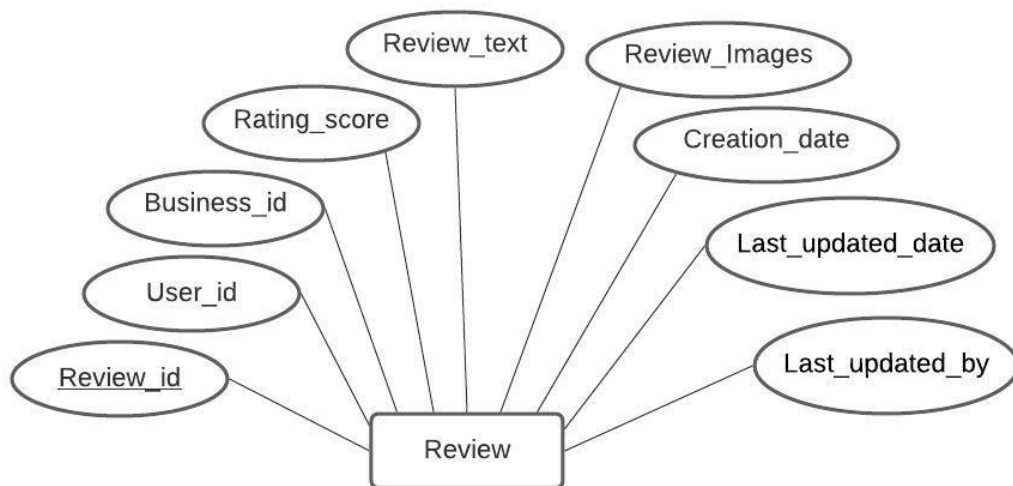 Review_text
Review_Images
Rating_score
Creation_date
Business_id
Last_updated_date
User_id
Review_id
Last_updated_by
Review